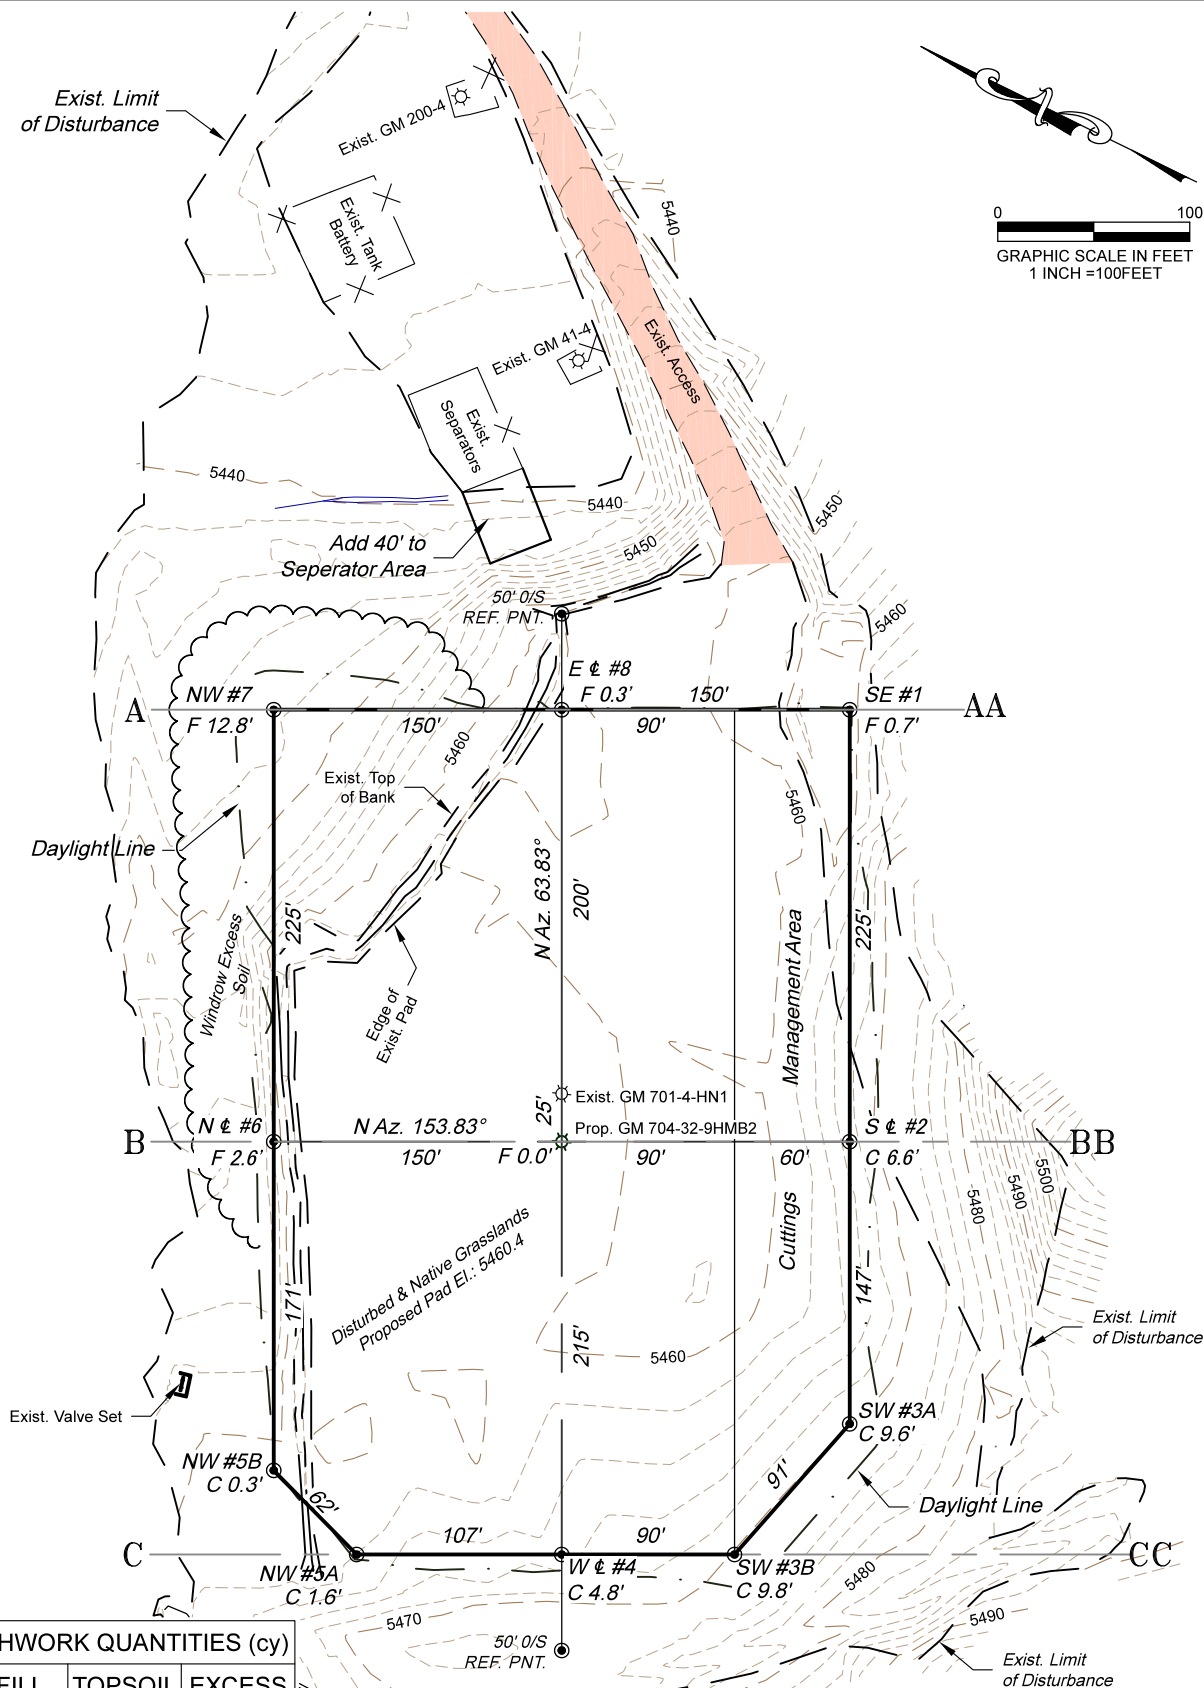 Exist. Limit
of Disturbance
Exist. GM 200-4
Exist. Tank
Battery
5440
0
100
GRAPHIC SCALE IN FEET
1 INCH =100FEET
Exist. GM 41-4
Exist. Access
Exist.
Separators
5440
5440
5450
5450
Add 40' to
Seperator Area
50' 0/S
REF. PNT.
5460
E ℄ #8
F 0.3'
150'
NW #7
F 12.8'
SE #1
F 0.7'
A
AA
150'
90'
5460
Exist. Top
of Bank
5460
Daylight Line
N Az. 63.83°
200'
225'
225'
Windrow Excess
Soil
Management Area
Edge of
Exist. Pad
25'
Exist. GM 701-4-HN1
Prop. GM 704-32-9HMB2
N ℄ #6
F 2.6'
N Az. 153.83°
S ℄ #2
C 6.6'
B
BB
150'
F 0.0'
90'
60'
5500
5490
5480
Cuttings
Disturbed & Native Grasslands
Proposed Pad El.: 5460.4
171'
147'
215'
5460
Exist. Limit
of Disturbance
Exist. Valve Set
SW #3A
C 9.6'
NW #5B
C 0.3'
62'
91'
Daylight Line
107'
90'
C
CC
NW #5A
C 1.6'
W ℄ #4
C 4.8'
SW #3B
C 9.8'
5480
5470
5490
50' 0/S
REF. PNT.
Exist. Limit
of Disturbance
HWORK QUANTITIES (cy)
FILL
TOPSOIL
EXCESS